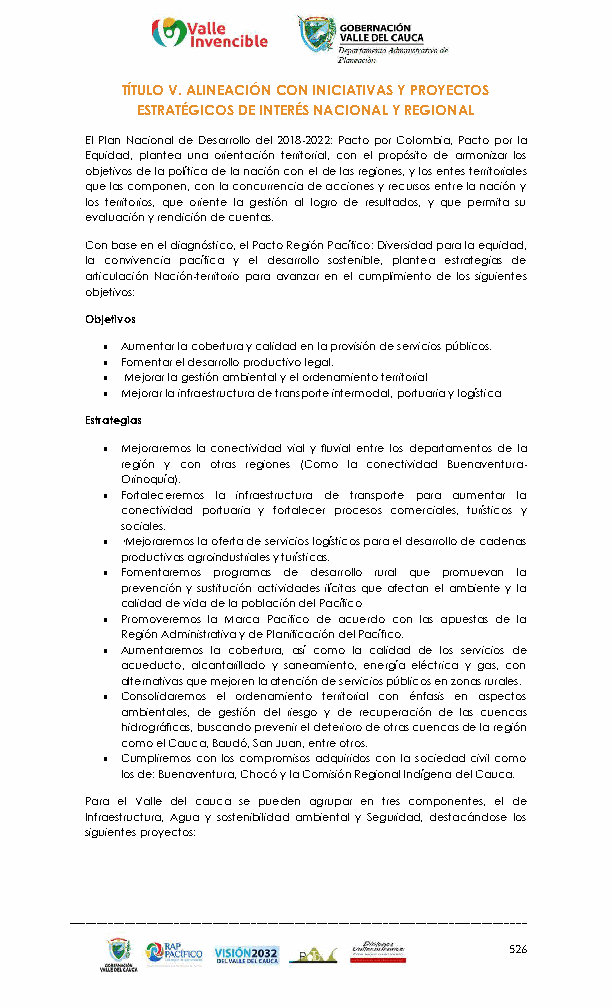 Valle
Invencible
GOBERNACIÓN
VALLE DEL CAUCA
Departamento Administrativo de
Planeación
TÍTULO V. ALINEACIÓN CON INICIATIVAS Y PROYECTOS
ESTRATÉGICOS DE INTERÉS NACIONAL Y REGIONAL
El Plan Nacional de Desarrollo del 2018-2022: Pacto por Colombia, Pacto por la
Equidad, plantea una orientación territorial, con el propósito de armonizar los
objetivos de la política de la nación con el de las regiones, y los entes territoriales
que las componen, con la concurrencia de acciones y recursos entre la nación y
los territorios, que oriente la gestión al logro de resultados, y que permita su
evaluación y rendición de cuentas.
Con base en el diagnóstico, el Pacto Región Pacífico: Diversidad para la equidad,
la convivencia pacífica y el desarrollo sostenible, plantea estrategias de
articulación Nación-territorio para avanzar en el cumplimiento de los siguientes
objetivos:
Objetivos
• Aumentar la cobertura y calidad en la provisión de servicios públicos.
• Fomentar el desarrollo productivo legal.
• Mejorar la gestión ambiental y el ordenamiento territorial
• Mejorar la infraestructura de transporte intermodal, portuaria y logística
Estrategias
• Mejoraremos la conectividad vial y fluvial entre los departamentos de la
región y con otras regiones (Como la conectividad Buenaventura-
Orinoquía).
• Fortaleceremos la infraestructura de transporte para aumentar la
conectividad portuaria y fortalecer procesos comerciales, turísticos y
sociales.
• ·Mejoraremos la oferta de servicios logísticos para el desarrollo de cadenas
productivas agroindustriales y turísticas.
• Fomentaremos programas de desarrollo rural que promuevan la
prevención y sustitución actividades ilícitas que afectan el ambiente y la
calidad de vida de la población del Pacífico
• Promoveremos la Marca Pacífico de acuerdo con las apuestas de la
Región Administrativa y de Planificación del Pacífico.
• Aumentaremos la cobertura, así como la calidad de los servicios de
acueducto, alcantarillado y saneamiento, energía eléctrica y gas, con
alternativas que mejoren la atención de servicios públicos en zonas rurales.
• Consolidaremos el ordenamiento territorial con énfasis en aspectos
ambientales, de gestión del riesgo y de recuperación de las cuencas
hidrográficas, buscando prevenir el deterioro de otras cuencas de la región
como el Cauca, Baudó, San Juan, entre otros.
• Cumpliremos con los compromisos adquiridos con la sociedad civil como
los de: Buenaventura, Chocó y la Comisión Regional Indígena del Cauca.
Para el Valle del cauca se pueden agrupar en tres componentes, el de
Infraestructura, Agua y sostenibilidad ambiental y Seguridad, destacándose los
siguientes proyectos:
GOBERNACIÓN
VALLE DEL CAUCA
RAP
PACÍFICO
VISIÓN2032
DEL VALLE DEL CAUCA
526